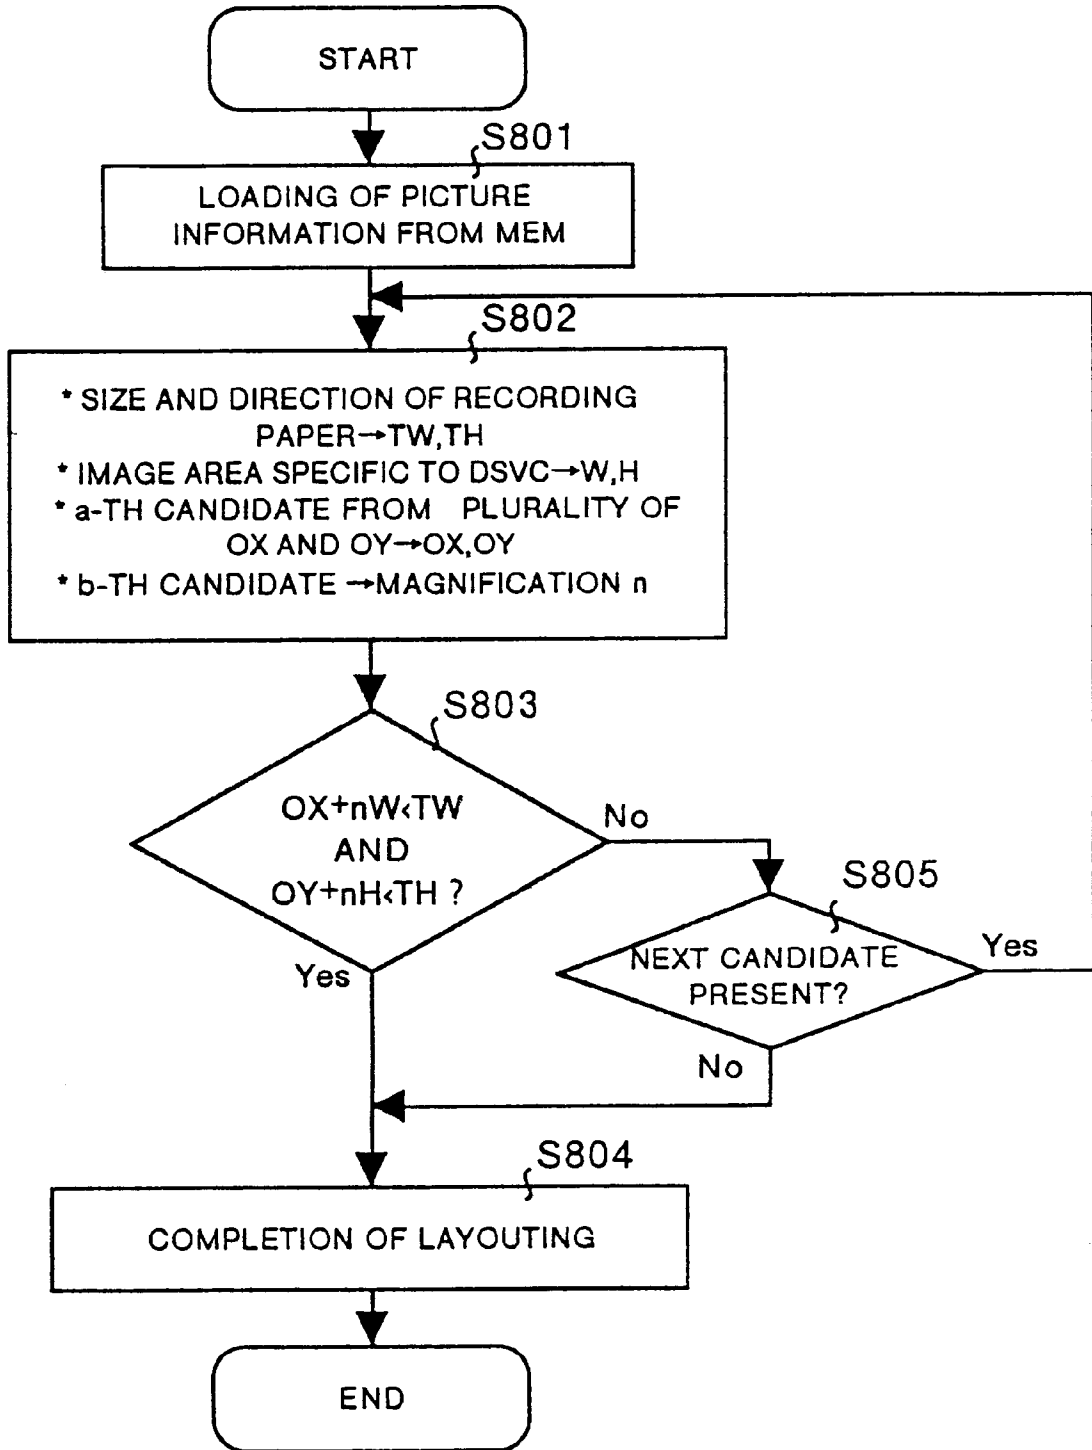 START
S801
LOADING OF PICTURE
INFORMATION FROM MEM
S802
* SIZE AND DIRECTION OF RECORDING
PAPER→TW,TH
* IMAGE AREA SPECIFIC TO DSVC→W,H
* a-TH CANDIDATE FROM PLURALITY OF
OX AND OY→OX,OY
* b-TH CANDIDATE →MAGNIFICATION n
S803
OX+nW<TW
AND
OY+nH<TH ?
No
Yes
S805
NEXT CANDIDATE
PRESENT?
Yes
No
S804
COMPLETION OF LAYOUTING
END